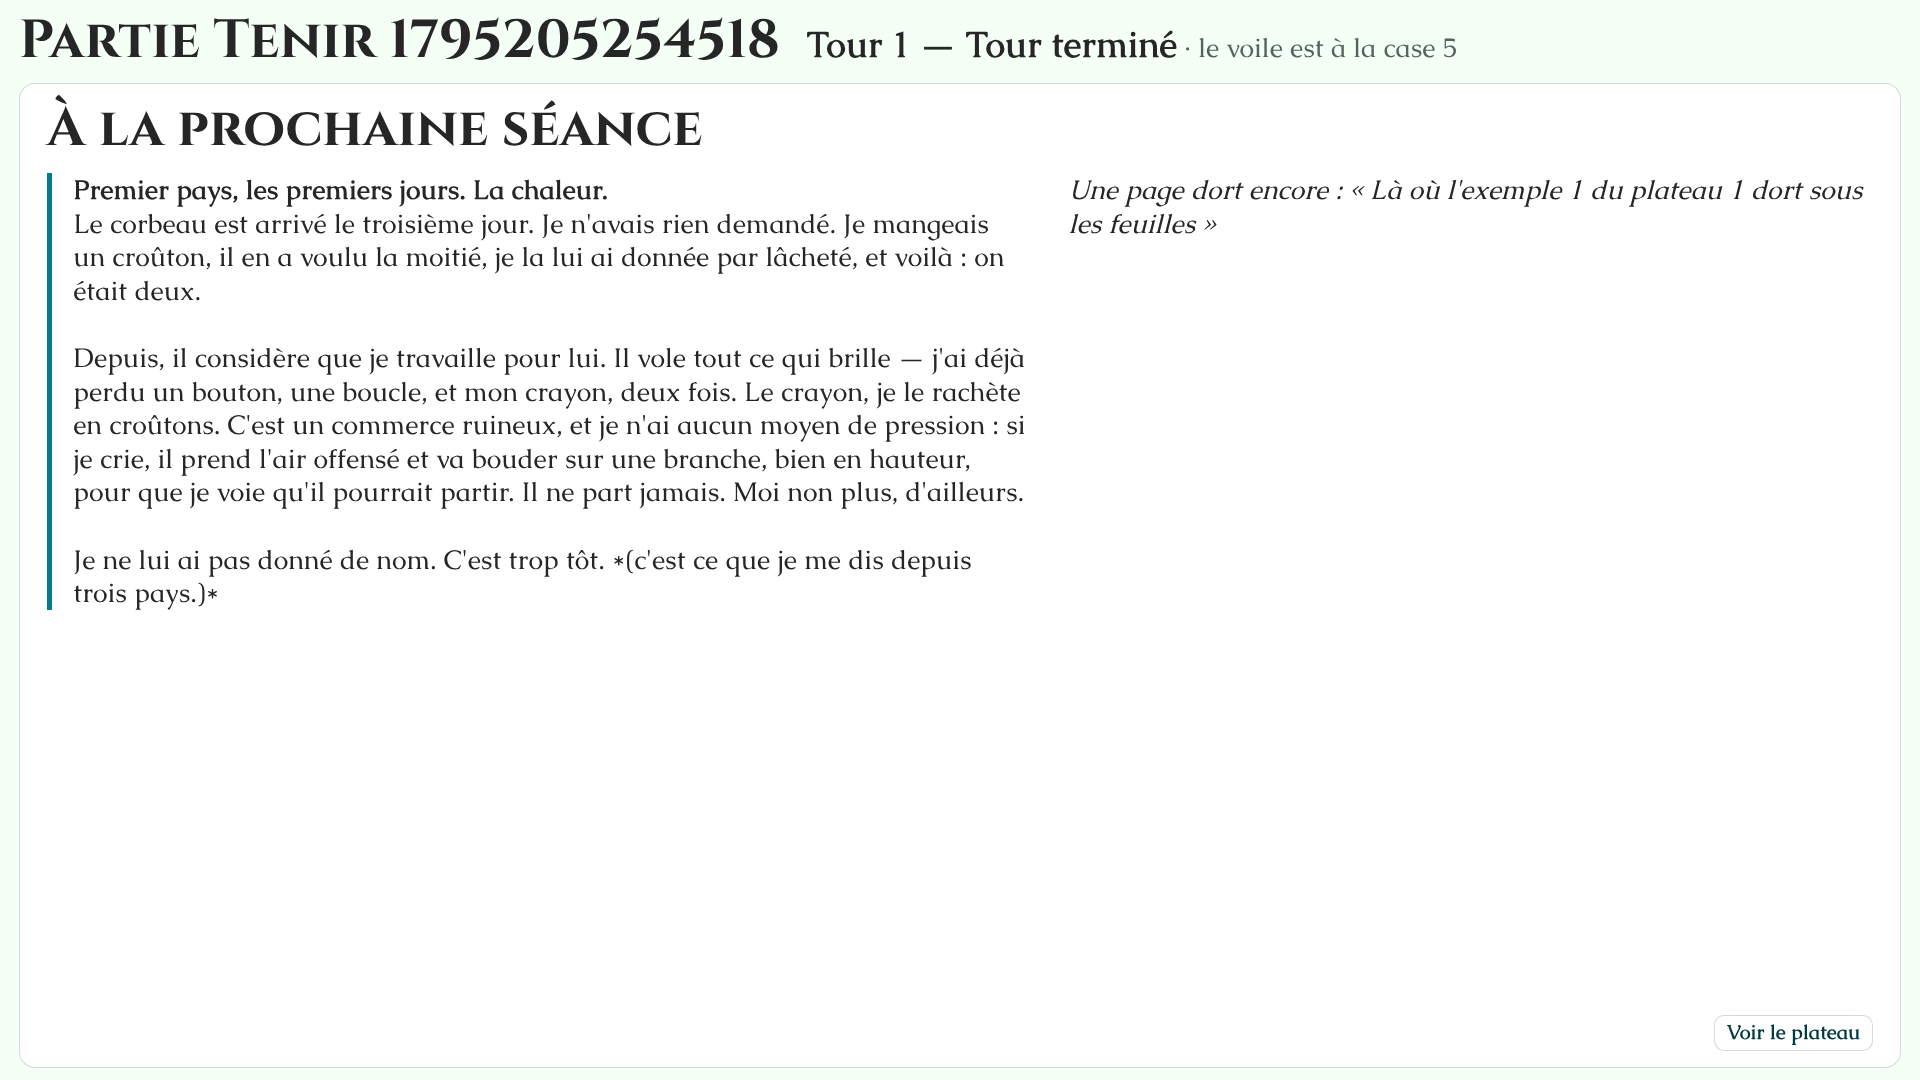 Partie Tenir 1795205254518 Tour 1 — Tour terminé · le voile est à la case 5
À la prochaine séance
Premier pays, les premiers jours. La chaleur.
Le corbeau est arrivé le troisième jour. Je n'avais rien demandé. Je mangeais
un croûton, il en a voulu la moitié, je la lui ai donnée par lâcheté, et voilà : on
était deux.
Depuis, il considère que je travaille pour lui. Il vole tout ce qui brille — j'ai déjà
perdu un bouton, une boucle, et mon crayon, deux fois. Le crayon, je le rachète
en croûtons. C'est un commerce ruineux, et je n'ai aucun moyen de pression : si
je crie, il prend l'air offensé et va bouder sur une branche, bien en hauteur,
pour que je voie qu'il pourrait partir. Il ne part jamais. Moi non plus, d'ailleurs.
Je ne lui ai pas donné de nom. C'est trop tôt. *(c'est ce que je me dis depuis
trois pays.)*
Une page dort encore : « Là où l'exemple 1 du plateau 1 dort sous
les feuilles »
Voir le plateau